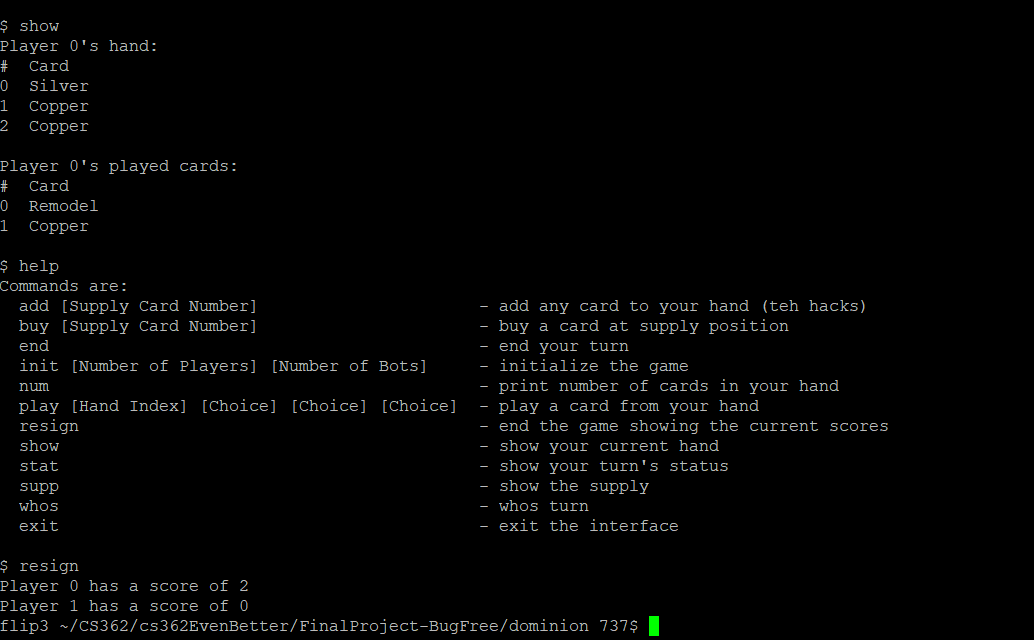 $ show
Player 0's hand:
#  Card
0  Silver
1  Copper
2  Copper
Player 0's played cards:
#  Card
0  Remodel
1  Copper
$ help
Commands are:
  add [Supply Card Number]                      - add any card to your hand (teh hacks)
  buy [Supply Card Number]                      - buy a card at supply position
  end                                           - end your turn
  init [Number of Players] [Number of Bots]     - initialize the game
  num                                           - print number of cards in your hand
  play [Hand Index] [Choice] [Choice] [Choice]  - play a card from your hand
  resign                                        - end the game showing the current scores
  show                                          - show your current hand
  stat                                          - show your turn's status
  supp                                          - show the supply
  whos                                          - whos turn
  exit                                          - exit the interface
$ resign
Player 0 has a score of 2
Player 1 has a score of 0
flip3 ~/CS362/cs362EvenBetter/FinalProject-BugFree/dominion 737$